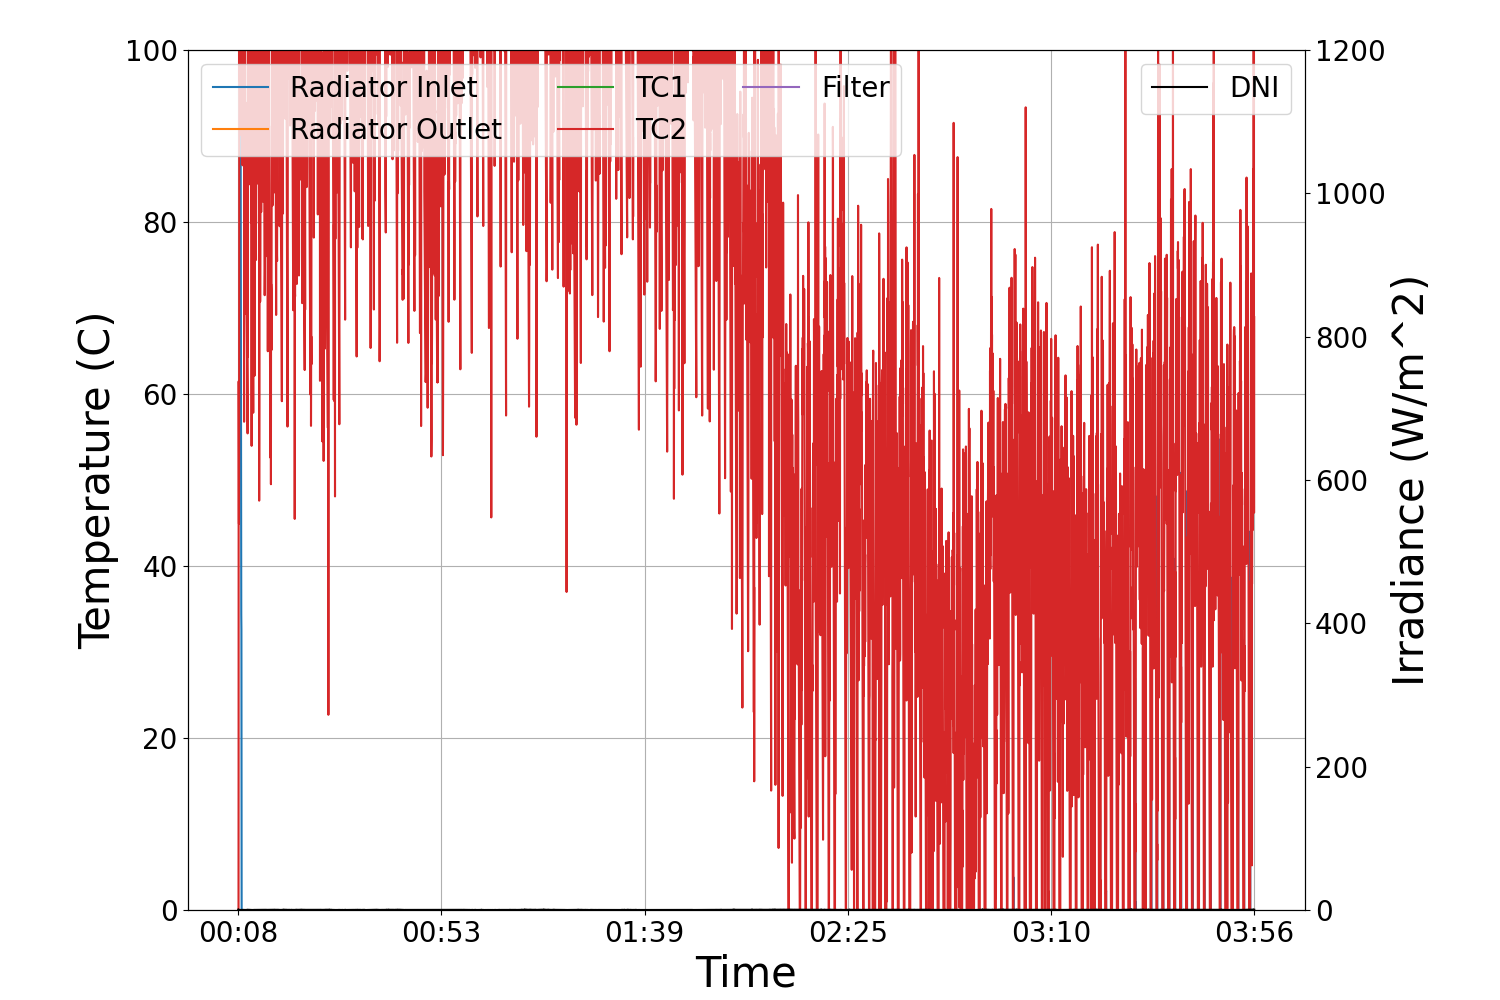 100
80
60
40
20
0
Temperature (C)
Radiator Inlet
Radiator Outlet
TC1
TC2
Filter
DNI
1200
1000
800
600
400
200
0
Irradiance (W/m^2)
00:08 00:53 01:39 02:25 03:10 03:56
Time